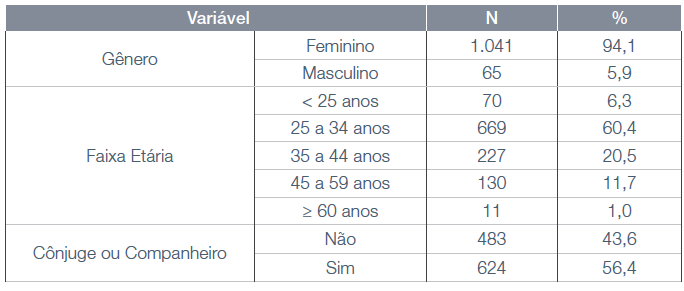 Variável N %
Gênero Feminino 1.041 94,1
Masculino 65 5,9
Faixa Etária < 25 anos 70 6,3
25 a 34 anos 669 60,4
35 a 44 anos 227 20,5
45 a 59 anos 130 11,7
≥ 60 anos 11 1,0
Cônjuge ou Companheiro Não 483 43,6
Sim 624 56,4